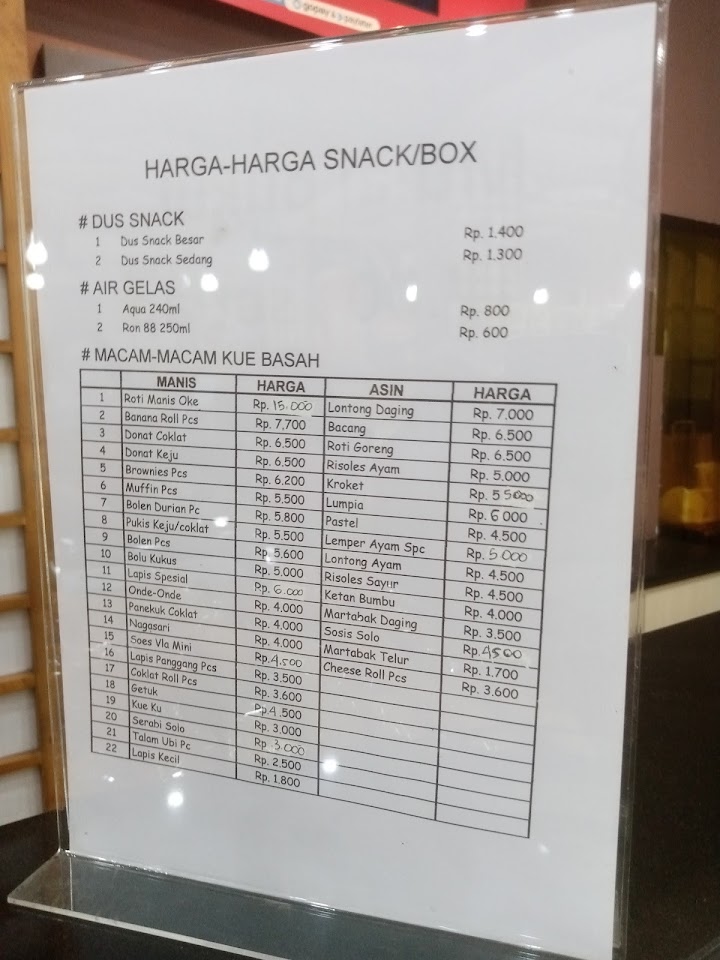 HARGA-HARGA SNACK/BOX
# DUS SNACK
1 Dus Snack Besar Rp. 1.400
2 Dus Snack Sedang Rp. 1.300
# AIR GELAS
1 Aqua 240ml Rp. 800
2 Ron 88 250ml Rp. 600
# MACAM-MACAM KUE BASAH
MANIS HARGA ASIN HARGA
1 Roti Manis Oke Rp. 15.000 Lontong Daging Rp. 7.000
2 Banana Roll Pcs Rp. 7,700 Bacang Rp. 6.500
3 Donat Coklat Rp. 6.500 Roti Goreng Rp. 6.500
4 Donat Keju Rp. 6.500 Risoles Ayam Rp. 5.000
5 Brownies Pcs Rp. 6.200 Kroket Rp. 5 5000
6 Muffin Pcs Rp. 5.500 Lumpia Rp. 6 000
7 Bolen Durian Pc Rp. 5.800 Pastel Rp. 4.500
8 Pukis Keju/coklat Rp. 5.500 Lemper Ayam Spc Rp. 5.000
9 Bolen Pcs Rp. 5.600 Lontong Ayam Rp. 4.500
10 Bolu Kukus Rp. 5.000 Risoles Sayur Rp. 4.500
11 Lapis Spesial Rp. 6.000 Ketan Bumbu Rp. 4.000
12 Onde-Onde Rp. 4.000 Martabak Daging Rp. 3.500
13 Panekuk Coklat Rp. 4.000 Sosis Solo Rp. 4500
14 Nagasari Rp. 4.000 Martabak Telur Rp. 1.700
15 Soes Vla Mini Rp. 4.500 Cheese Roll Pcs Rp. 3.600
16 Lapis Panggang Pcs Rp. 3.500
17 Coklat Roll Pcs Rp. 3.600
18 Getuk Rp. 4.500
19 Kue Ku Rp. 3.000
20 Serabi Solo Rp. 3.000
21 Talam Ubi Pc Rp. 2.500
22 Lapis Kecil Rp. 1.800